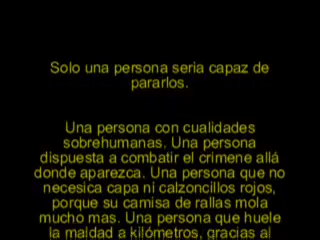 Solo una persona seria capaz de
pararlos.
Una persona con cualidades
sobrehumanas. Una persona
dispuesta a combatir el crimene allá
donde aparezca. Una persona que no
necesica capa ni calzoncillos rojos,
porque su camisa de rallas mola
mucho mas. Una persona que huele
la maldad a kilómetros, gracias al